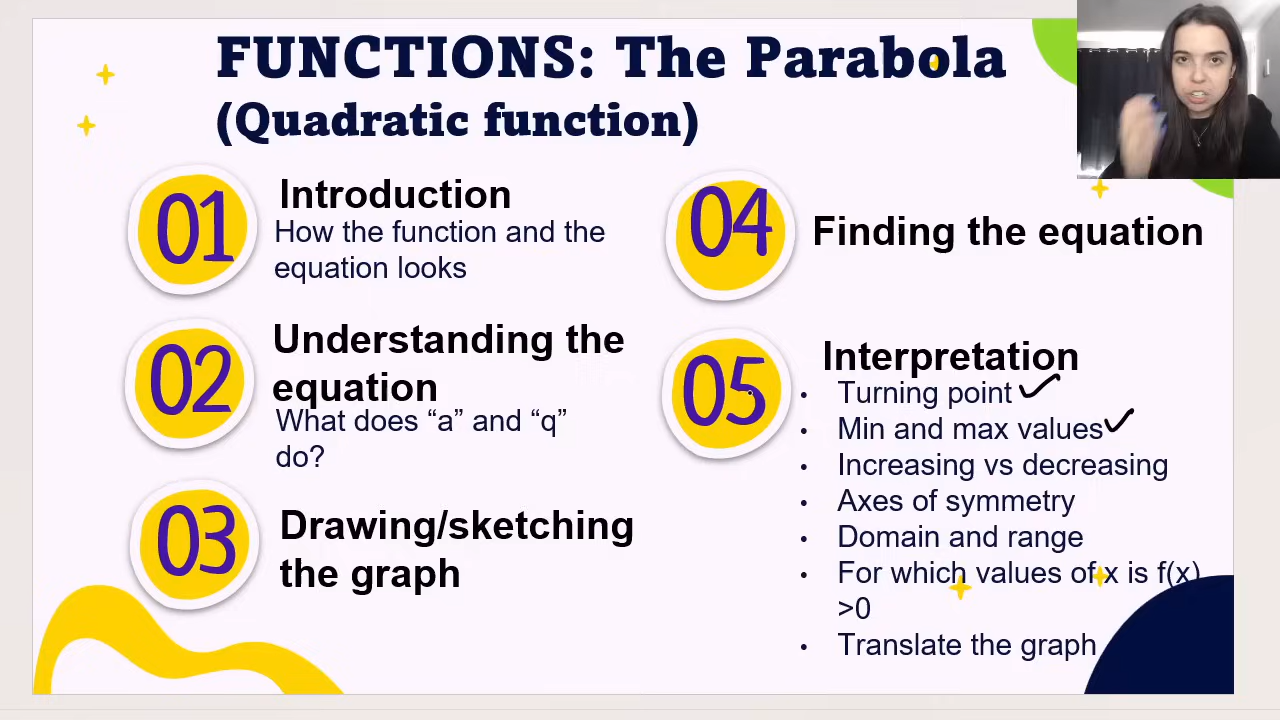 FUNCTIONS: The Parabola
(Quadratic function)
01
Introduction
How the function and the
equation looks
02
Understanding the
equation
What does “a” and “q”
do?
03
Drawing/sketching
the graph
04
Finding the equation
05
Interpretation
• Turning point
• Min and max values
• Increasing vs decreasing
• Axes of symmetry
• Domain and range
• For which values of x is f(x)
>0
• Translate the graph